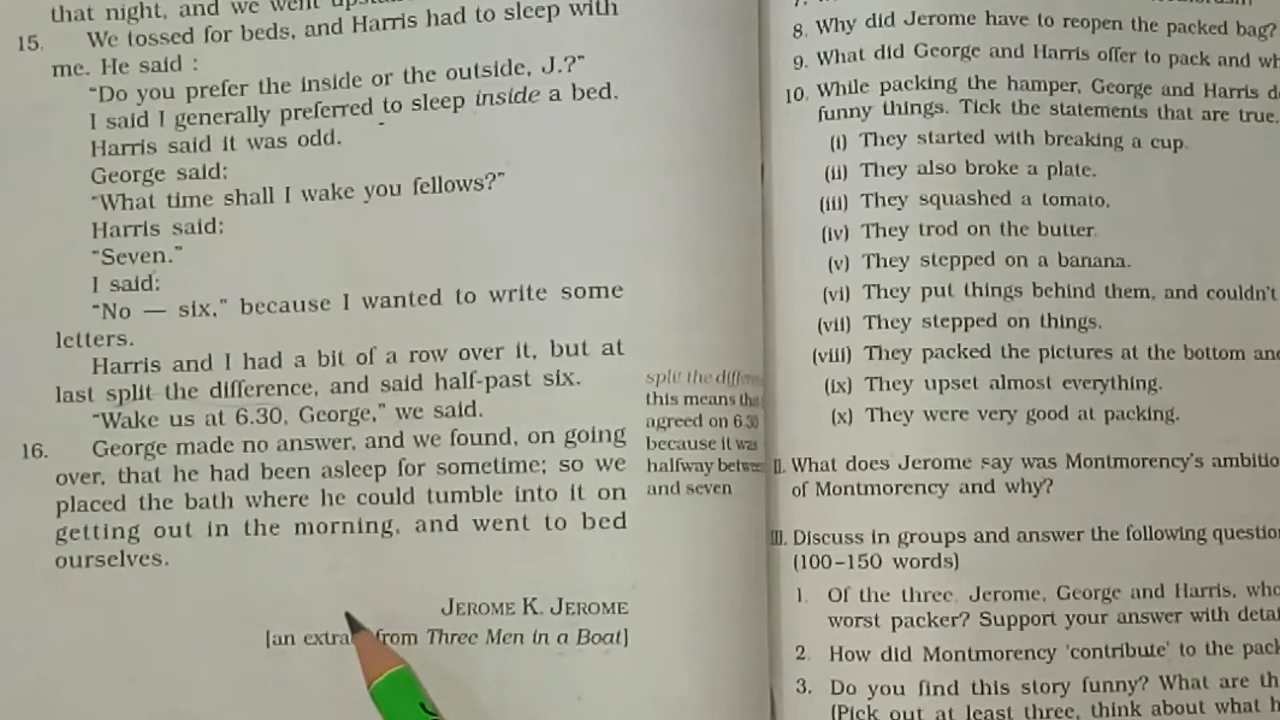 that night, and we went
15. We tossed for beds, and Harris had to sleep with
me. He said :
"Do you prefer the inside or the outside, J.?"
I said I generally preferred to sleep inside a bed.
Harris said it was odd.
George said:
"What time shall I wake you fellows?"
Harris said:
"Seven."
I said:
"No — six," because I wanted to write some
letters.
Harris and I had a bit of a row over it, but at
last split the difference, and said half-past six.
"Wake us at 6.30, George," we said.
16. George made no answer, and we found, on going
over, that he had been asleep for sometime; so we
placed the bath where he could tumble into it on
getting out in the morning, and went to bed
ourselves.
JEROME K. JEROME
[an extra from Three Men in a Boat]
split the
this means
agreed on 6.30
because it was
halfway
and seven
8. Why did Jerome have to reopen the packed bag?
9. What did George and Harris offer to pack and
10. While packing the hamper, George and Harris
funny things. Tick the statements that are true.
(i) They started with breaking a cup.
(ii) They also broke a plate.
(iii) They squashed a tomato.
(iv) They trod on the butter.
(v) They stepped on a banana.
(vi) They put things behind them, and couldn't
(vii) They stepped on things.
(viii) They packed the pictures at the bottom
(ix) They upset almost everything.
(x) They were very good at packing.
II. What does Jerome say was Montmorency's
of Montmorency and why?
III. Discuss in groups and answer the following
(100–150 words)
1. Of the three, Jerome, George and Harris,
worst packer? Support your answer with
2. How did Montmorency 'contribute' to the
3. Do you find this story funny? What are
(Pick out at least three, think about what